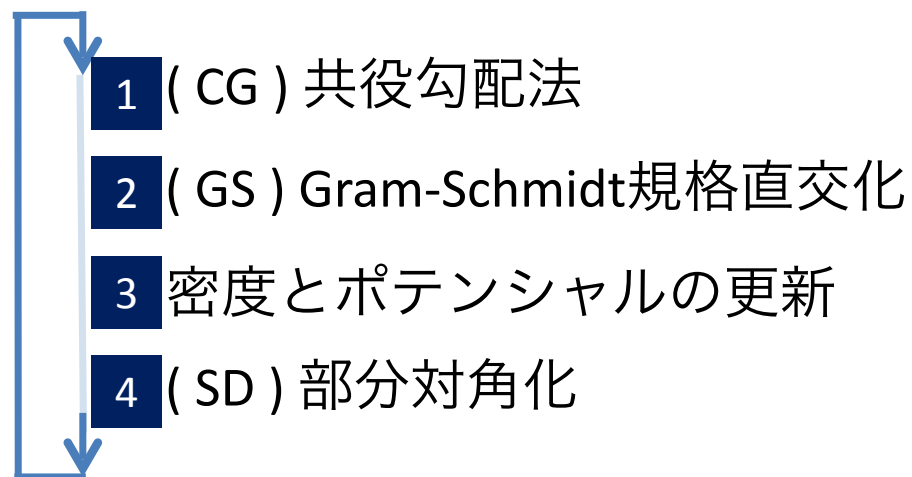 1 ( CG ) 共役勾配法
2 ( GS ) Gram-Schmidt規格直交化
3 密度とポテンシャルの更新
4 ( SD ) 部分対角化